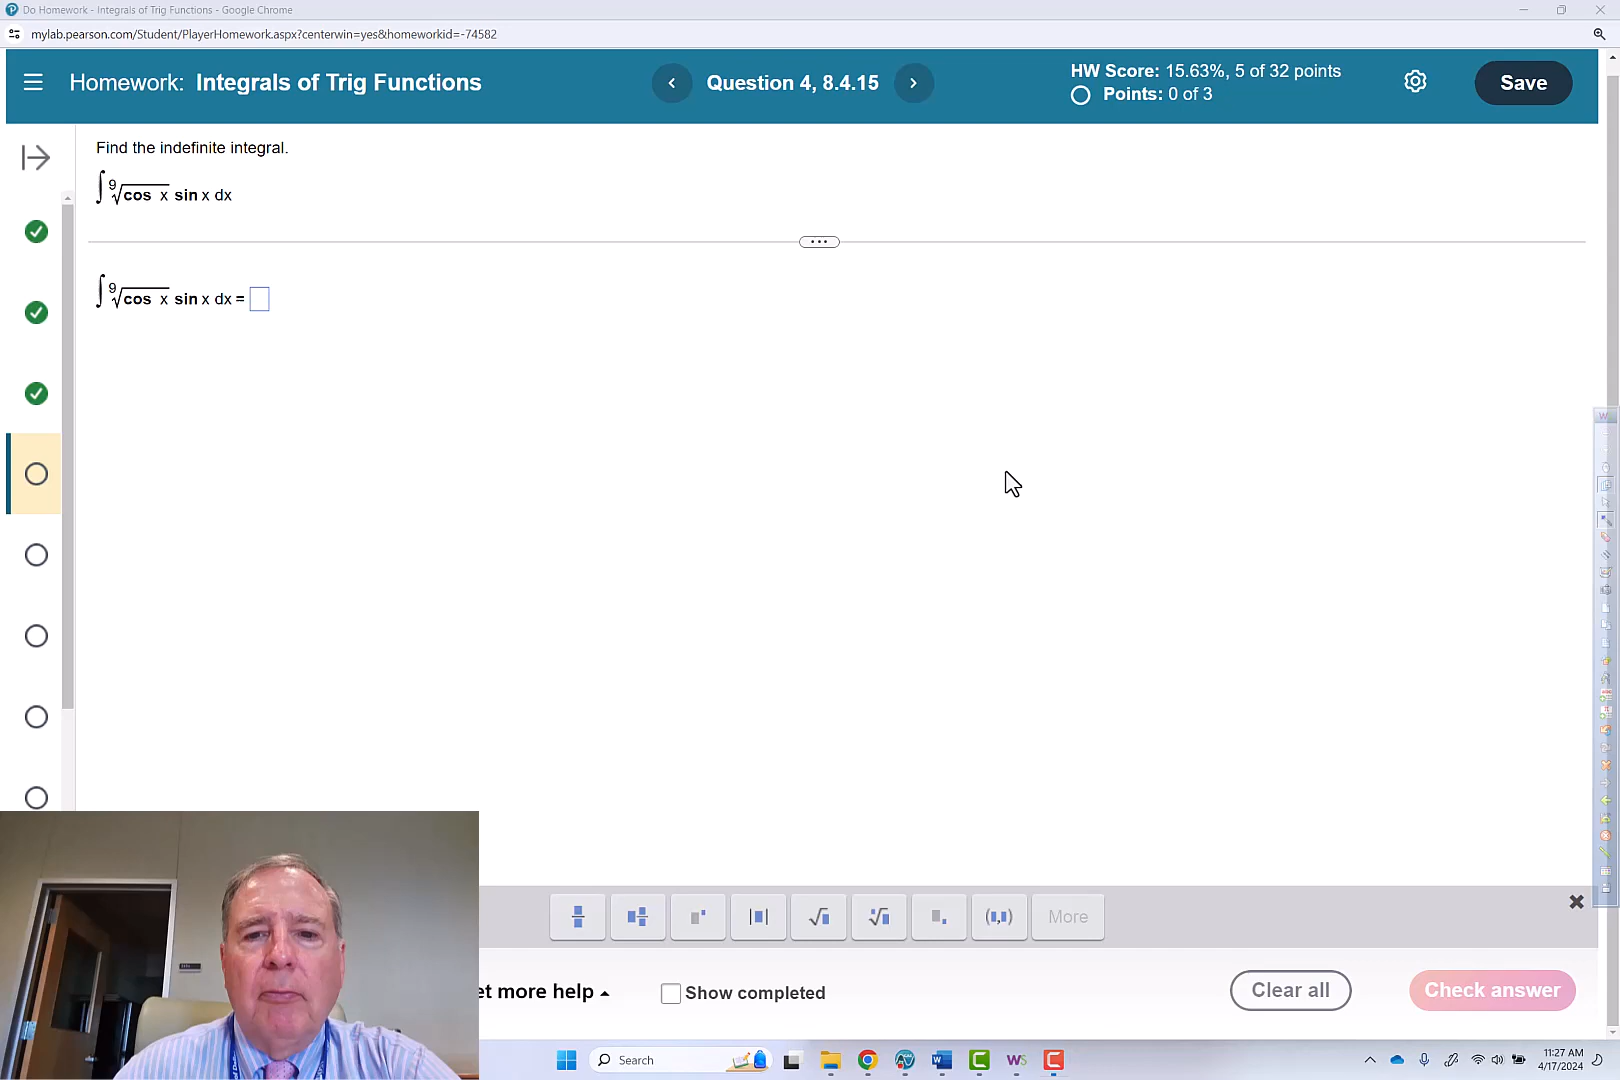 Do Homework - Integrals of Trig Functions - Google Chrome
mylab.pearson.com/Student/PlayerHomework.aspx?centerwin=yes&homeworkid=-74582
Homework: Integrals of Trig Functions
Question 4, 8.4.15
HW Score: 15.63%, 5 of 32 points
Points: 0 of 3
Save
Find the indefinite integral.
∫ ⁹√cos x sin x dx
∫ ⁹√cos x sin x dx =
More
et more help
Show completed
Clear all
Check answer
Search
11:27 AM
4/17/2024